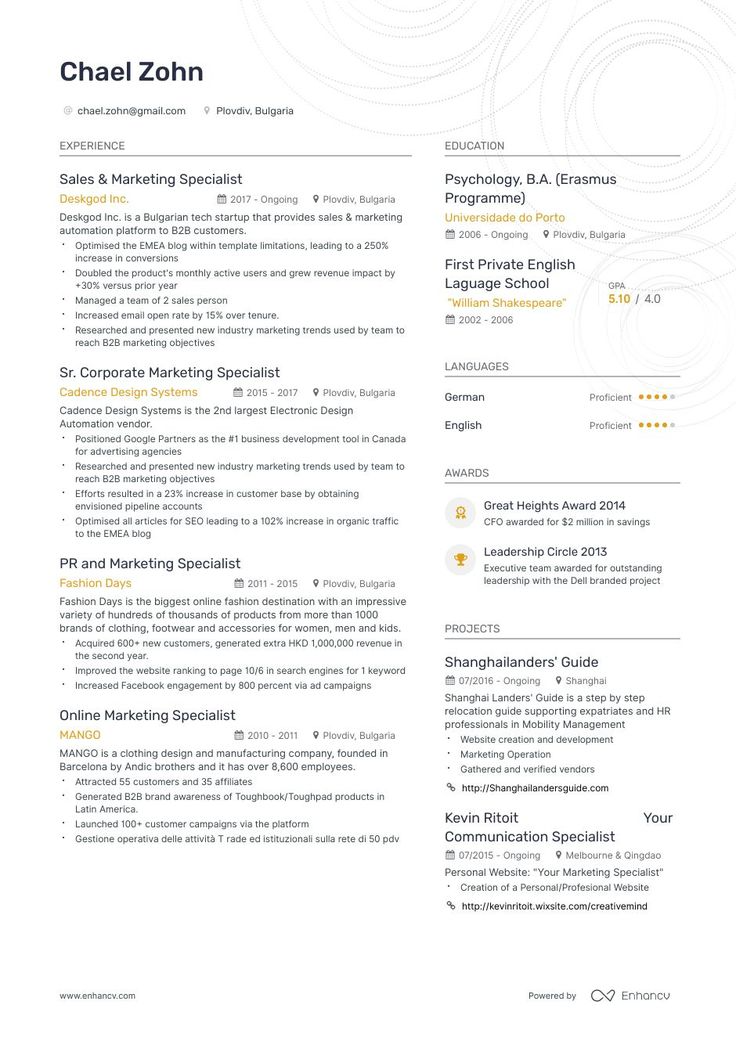 Chael Zohn
@ chael.zohn@gmail.com Plovdiv, Bulgaria
EXPERIENCE
Sales & Marketing Specialist
Deskgod Inc. 2017 - Ongoing Plovdiv, Bulgaria
Deskgod Inc. is a Bulgarian tech startup that provides sales & marketing
automation platform to B2B customers.
· Optimised the EMEA blog within template limitations, leading to a 250%
increase in conversions
· Doubled the product's monthly active users and grew revenue impact by
+30% versus prior year
· Managed a team of 2 sales person
· Increased email open rate by 15% over tenure.
· Researched and presented new industry marketing trends used by team to
reach B2B marketing objectives
Sr. Corporate Marketing Specialist
Cadence Design Systems 2015 - 2017 Plovdiv, Bulgaria
Cadence Design Systems is the 2nd largest Electronic Design
Automation vendor.
· Positioned Google Partners as the #1 business development tool in Canada
for advertising agencies
· Researched and presented new industry marketing trends used by team to
reach B2B marketing objectives
· Efforts resulted in a 23% increase in customer base by obtaining
envisioned pipeline accounts
· Optimised all articles for SEO leading to a 102% increase in organic traffic
to the EMEA blog
PR and Marketing Specialist
Fashion Days 2011 - 2015 Plovdiv, Bulgaria
Fashion Days is the biggest online fashion destination with an impressive
variety of hundreds of thousands of products from more than 1000
brands of clothing, footwear and accessories for women, men and kids.
· Acquired 600+ new customers, generated extra HKD 1,000,000 revenue in
the second year.
· Improved the website ranking to page 10/6 in search engines for 1 keyword
· Increased Facebook engagement by 800 percent via ad campaigns
Online Marketing Specialist
MANGO 2010 - 2011 Plovdiv, Bulgaria
MANGO is a clothing design and manufacturing company, founded in
Barcelona by Andic brothers and it has over 8,600 employees.
· Attracted 55 customers and 35 affiliates
· Generated B2B brand awareness of Toughbook/Toughpad products in
Latin America.
· Launched 100+ customer campaigns via the platform
· Gestione operativa delle attività T rade ed istituzionali sulla rete di 50 pdv
EDUCATION
Psychology, B.A. (Erasmus
Programme)
Universidade do Porto
2006 - Ongoing Plovdiv, Bulgaria
First Private English
Laguage School
"William Shakespeare"
2002 - 2006
GPA
5.10 / 4.0
LANGUAGES
German Proficient
English Proficient
AWARDS
Great Heights Award 2014
CFO awarded for $2 million in savings
Leadership Circle 2013
Executive team awarded for outstanding
leadership with the Dell branded project
PROJECTS
Shanghailanders' Guide
07/2016 - Ongoing Shanghai
Shanghai Landers' Guide is a step by step
relocation guide supporting expatriates and HR
professionals in Mobility Management
· Website creation and development
· Marketing Operation
· Gathered and verified vendors
http://Shanghailandersguide.com
Kevin Ritoit Your
Communication Specialist
07/2015 - Ongoing Melbourne & Qingdao
Personal Website: "Your Marketing Specialist"
· Creation of a Personal/Profesional Website
http://kevinritoit.wixsite.com/creativemind
www.enhancv.com Powered by Enhancv